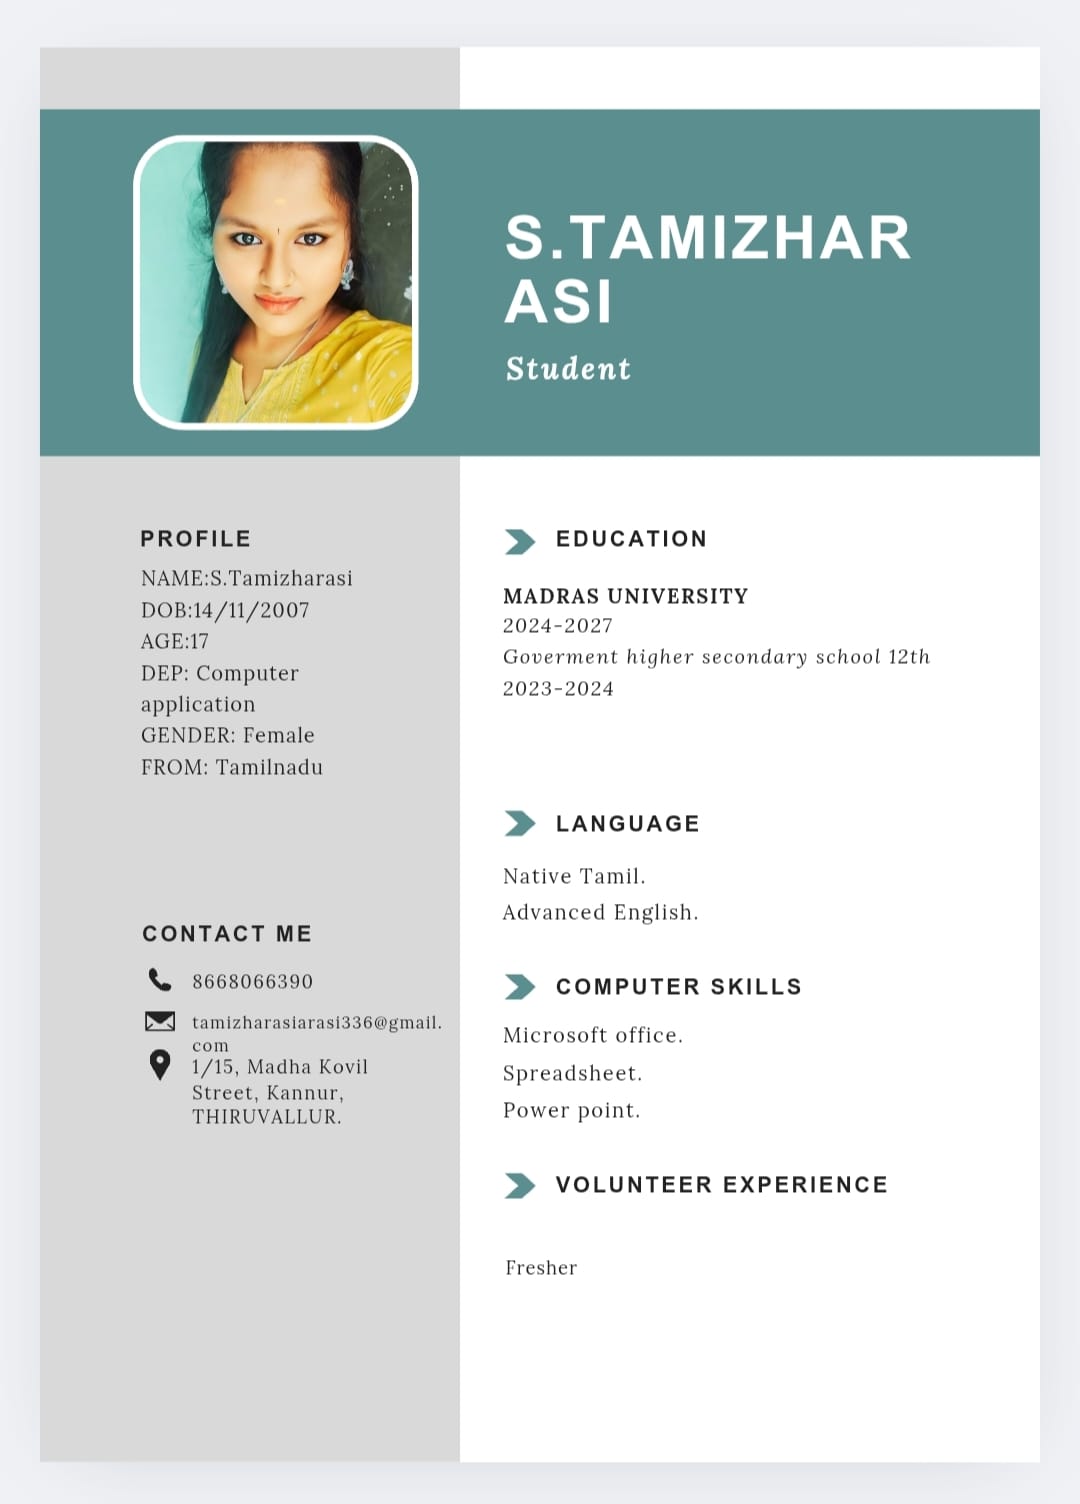 S.TAMIZHAR
ASI
Student
PROFILE
NAME:S.Tamizharasi
DOB:14/11/2007
AGE:17
DEP: Computer
application
GENDER: Female
FROM: Tamilnadu
CONTACT ME
8668066390
tamizharasiarasi336@gmail.
com
1/15, Madha Kovil
Street, Kannur,
THIRUVALLUR.
EDUCATION
MADRAS UNIVERSITY
2024-2027
Goverment higher secondary school 12th
2023-2024
LANGUAGE
Native Tamil.
Advanced English.
COMPUTER SKILLS
Microsoft office.
Spreadsheet.
Power point.
VOLUNTEER EXPERIENCE
Fresher